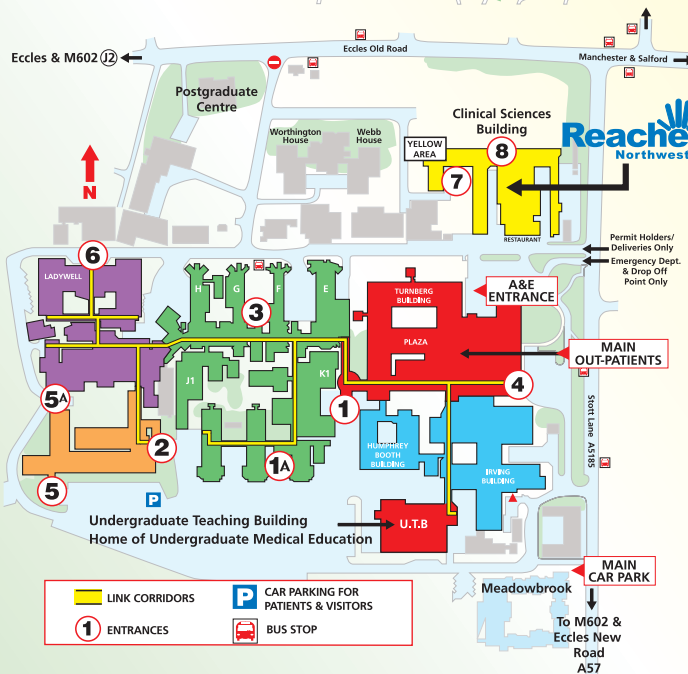 Eccles Old Road
Eccles & M602 J2
Manchester & Salford
Postgraduate
Centre
Clinical Sciences
Building
Worthington
House
Webb
House
YELLOW
AREA
8
7
Reache
Northwest
N
RESTAURANT
Permit Holders/
Deliveries Only
Emergency Dept.
& Drop Off
Point Only
6
LADYWELL
H
G
F
E
3
TURNBERG
BUILDING
A&E
ENTRANCE
PLAZA
MAIN
OUT-PATIENTS
J1
K1
5A
1
4
2
1A
5
HUMPHREY
BOOTH
BUILDING
IRVING
BUILDING
Stott Lane A5185
P
Undergraduate Teaching Building
Home of Undergraduate Medical Education
U.T.B
MAIN
CAR PARK
Meadowbrook
To M602 &
Eccles New
Road
A57
LINK CORRIDORS
P CAR PARKING FOR
PATIENTS & VISITORS
1 ENTRANCES
BUS STOP